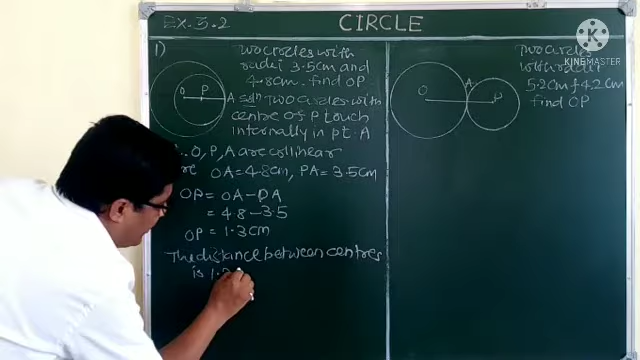 Ex. 3.2
CIRCLE
1)
Two circles with
radii 3.5cm and
4.8cm. find OP
O P A
soln Two circles with
centre O & P touch
internally in pt. A
O, P, A are collinear
OA = 4.8cm, PA = 3.5cm
OP = OA - PA
= 4.8 - 3.5
OP = 1.3cm
The distance between centres
is 1.3
Two circles
with radii
5.2cm & 4.2cm
find OP
O A P
Made with KINEMASTER